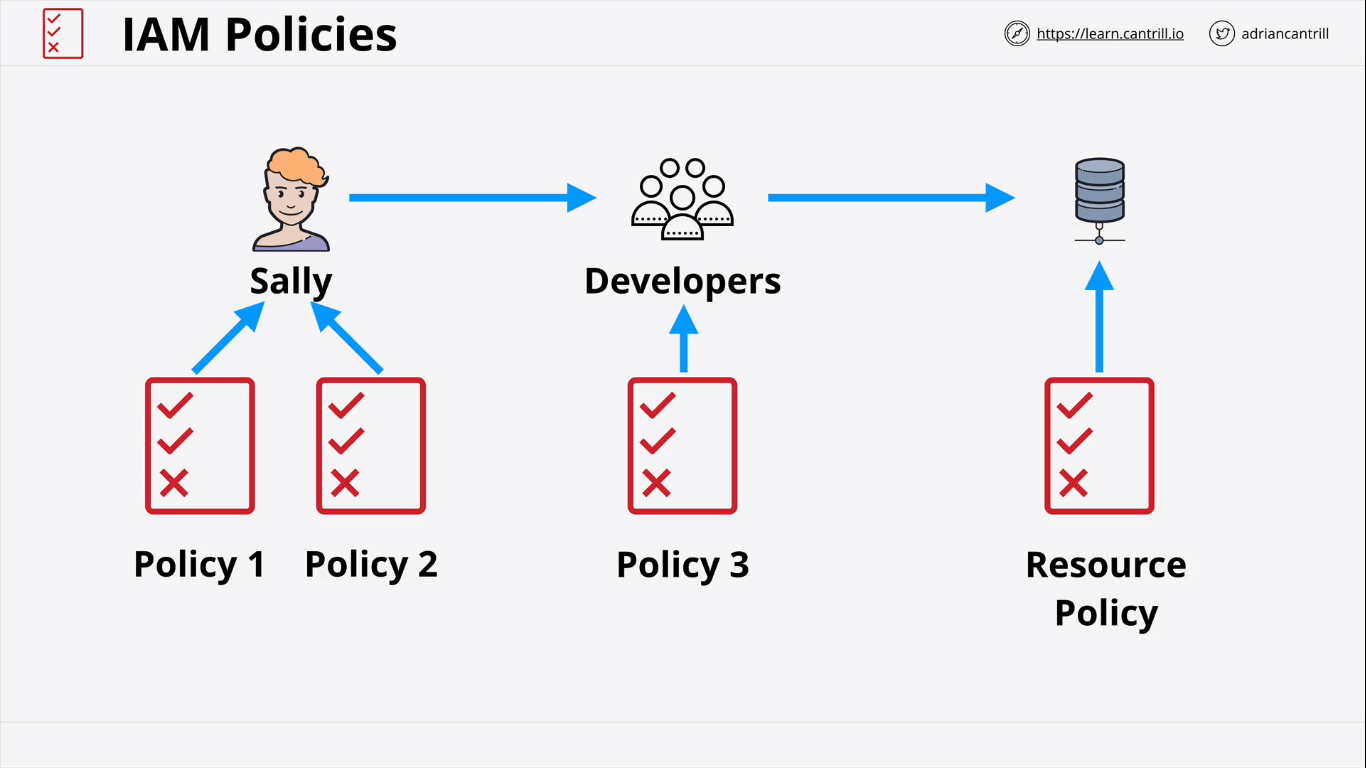 IAM Policies
https://learn.cantrill.io
adriancantrill
Sally
Developers
Policy 1
Policy 2
Policy 3
Resource
Policy